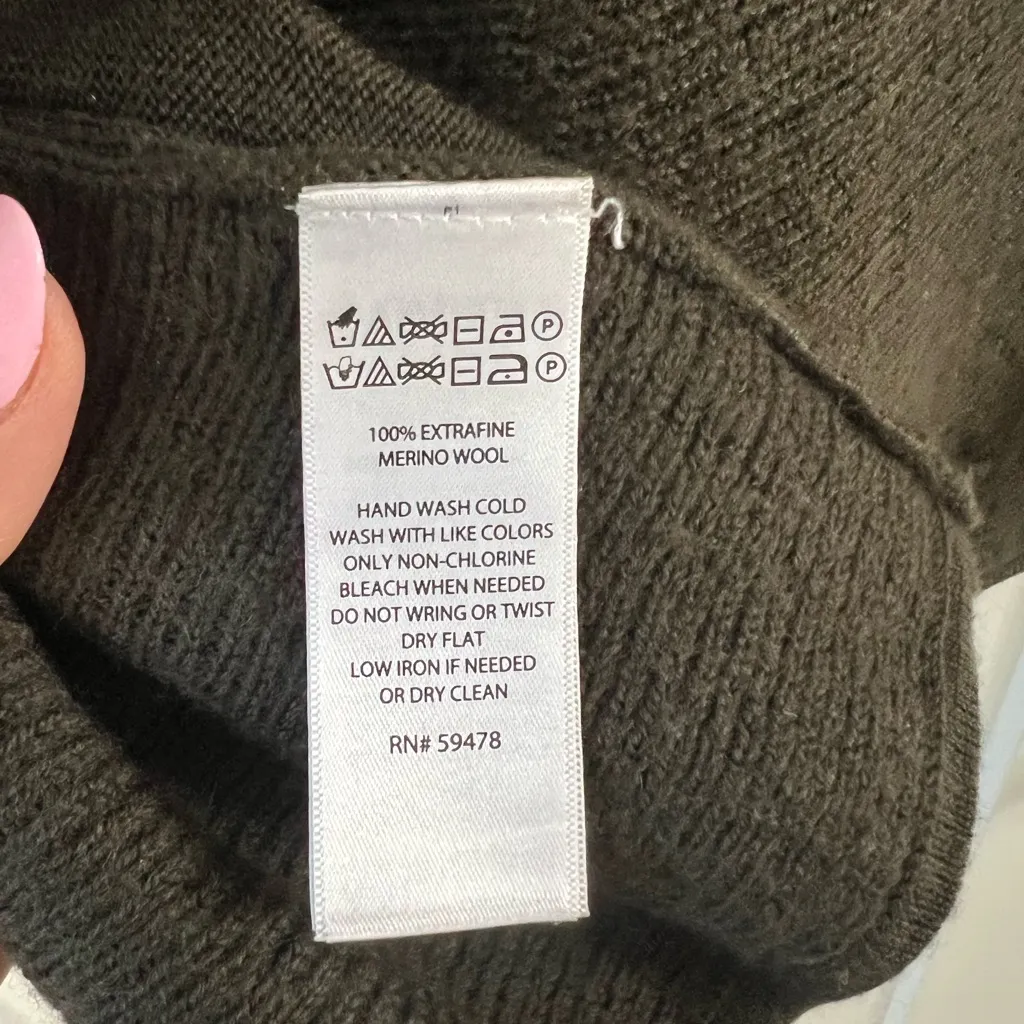 P
P
100% EXTRAFINE
MERINO WOOL
HAND WASH COLD
WASH WITH LIKE COLORS
ONLY NON-CHLORINE
BLEACH WHEN NEEDED
DO NOT WRING OR TWIST
DRY FLAT
LOW IRON IF NEEDED
OR DRY CLEAN
RN# 59478